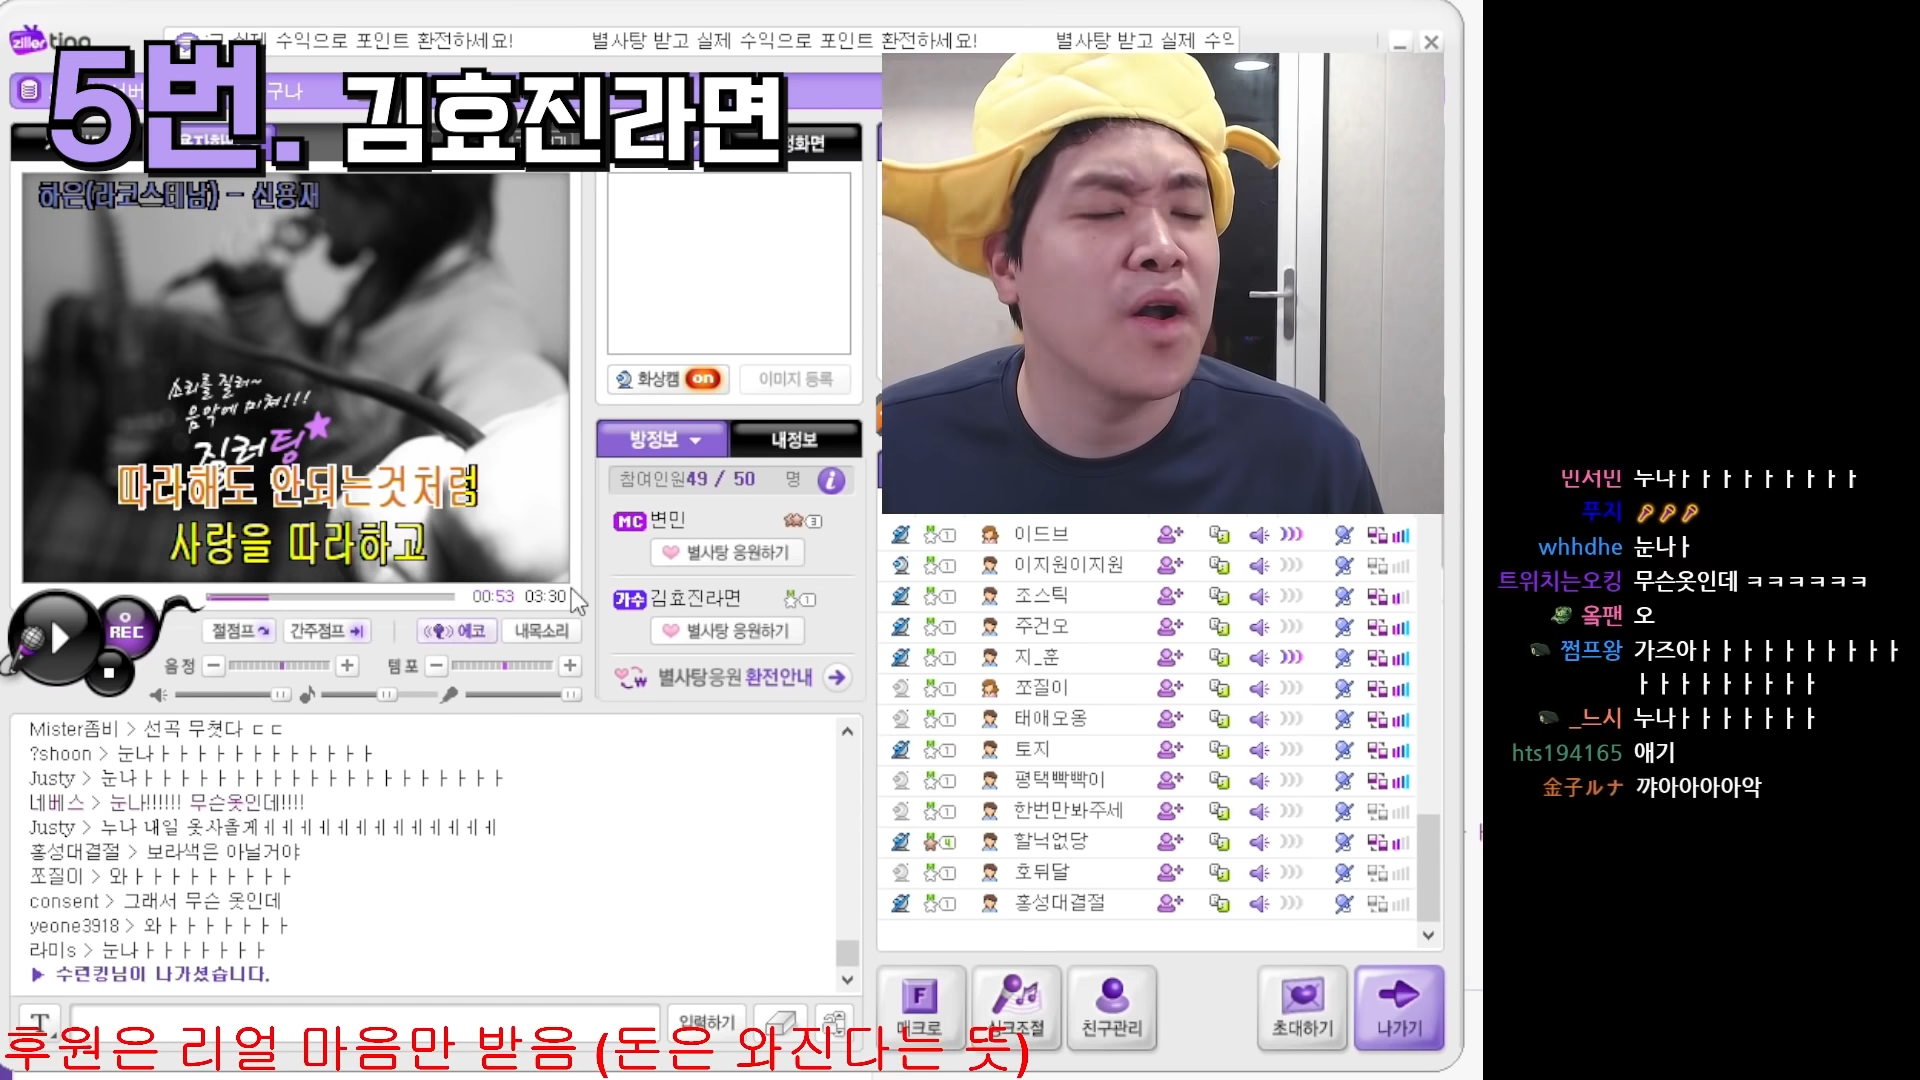 실제 수익으로 포인트 환전하세요!
별사탕 받고 실제 수익으로 포인트 환전하세요!
별사탕 받고 실제 수익
5번. 김효진라면
구나
하은(라코스테남) - 신용재
소리를 질러~
음악에 미쳐!!!
질러팅
따라해도 안되는것처럼
사랑을 따라하고
00:53 03:30
REC
절점프
간주점프
에코
내목소리
음정
템포
화상캠 on
이미지 등록
방정보
내정보
참여인원 49 / 50 명
MC 변민 3
별사탕 응원하기
가수 김효진라면 1
별사탕 응원하기
별사탕응원 환전안내
Mister좀비 > 선곡 무쳣다 ㄷㄷ
?shoon > 눈나ㅏㅏㅏㅏㅏㅏㅏㅏㅏㅏㅏㅏ
Justy > 눈나ㅏㅏㅏㅏㅏㅏㅏㅏㅏㅏㅏㅏㅏㅏㅏㅏㅏㅏㅏㅏ
네베스 > 눈나!!!!!! 무슨옷인데!!!!
Justy > 누나 내일 옷사올게ㅔㅔㅔㅔㅔㅔㅔㅔㅔㅔㅔㅔㅔ
홍성대결절 > 보라색은 아닐거야
쪼질이 > 와ㅏㅏㅏㅏㅏㅏㅏㅏㅏ
consent > 그래서 무슨 옷인데
yeone3918 > 와ㅏㅏㅏㅏㅏㅏㅏ
라미s > 눈나ㅏㅏㅏㅏㅏㅏㅏ
▶ 수련킹님이 나가셨습니다.
입력하기
이드브
이지원이지원
조스틱
주건오
지_훈
쪼질이
태애오옹
토지
평택빡빡이
한번만봐주세
할닉없당
호뒤달
홍성대결절
매크로
싱크조절
친구관리
초대하기
나가기
후원은 리얼 마음만 받음 (돈은 와진다는 뜻)
민서빈 누나ㅏㅏㅏㅏㅏㅏㅏㅏㅏ
푸지
whhdhe 눈나ㅏ
트위치는오킹 무슨옷인데 ㅋㅋㅋㅋㅋㅋ
옼팬 오
쩜프왕 가즈아ㅏㅏㅏㅏㅏㅏㅏㅏㅏㅏ
ㅏㅏㅏㅏㅏㅏㅏㅏㅏ
_느시 누나ㅏㅏㅏㅏㅏㅏㅏ
hts194165 애기
金子ルナ 꺄아아아아악